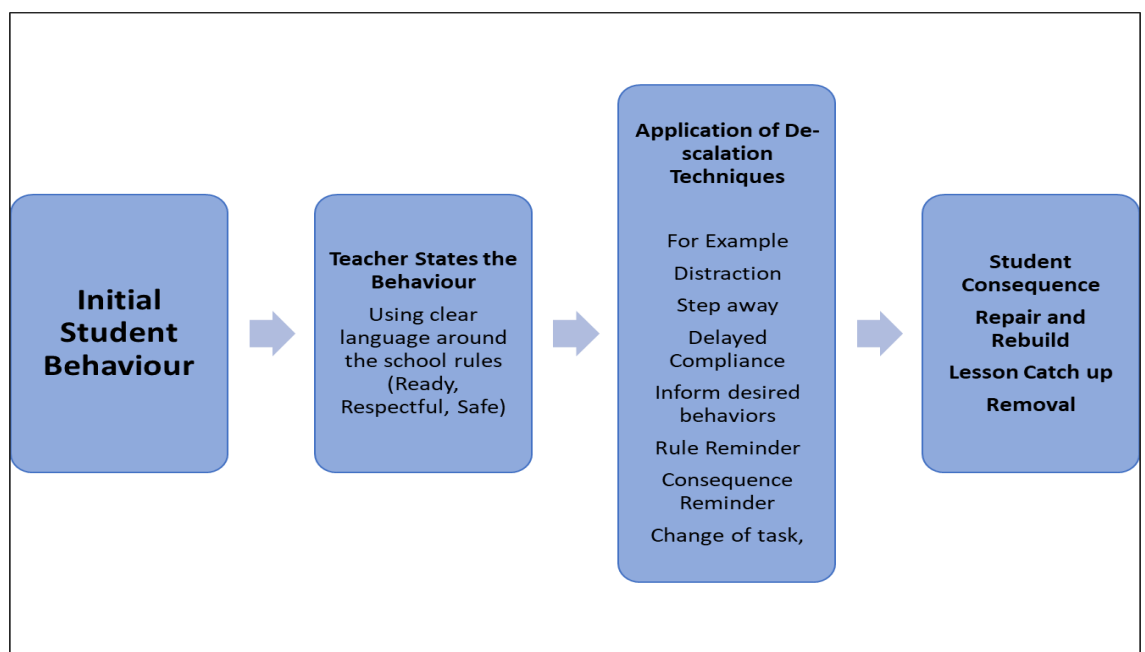 Initial
Student
Behaviour
Teacher States the
Behaviour
Using clear
language around
the school rules
(Ready,
Respectful, Safe)
Application of De-
scalation
Techniques
For Example
Distraction
Step away
Delayed
Compliance
Inform desired
behaviors
Rule Reminder
Consequence
Reminder
Change of task,
Student
Consequence
Repair and
Rebuild
Lesson Catch up
Removal